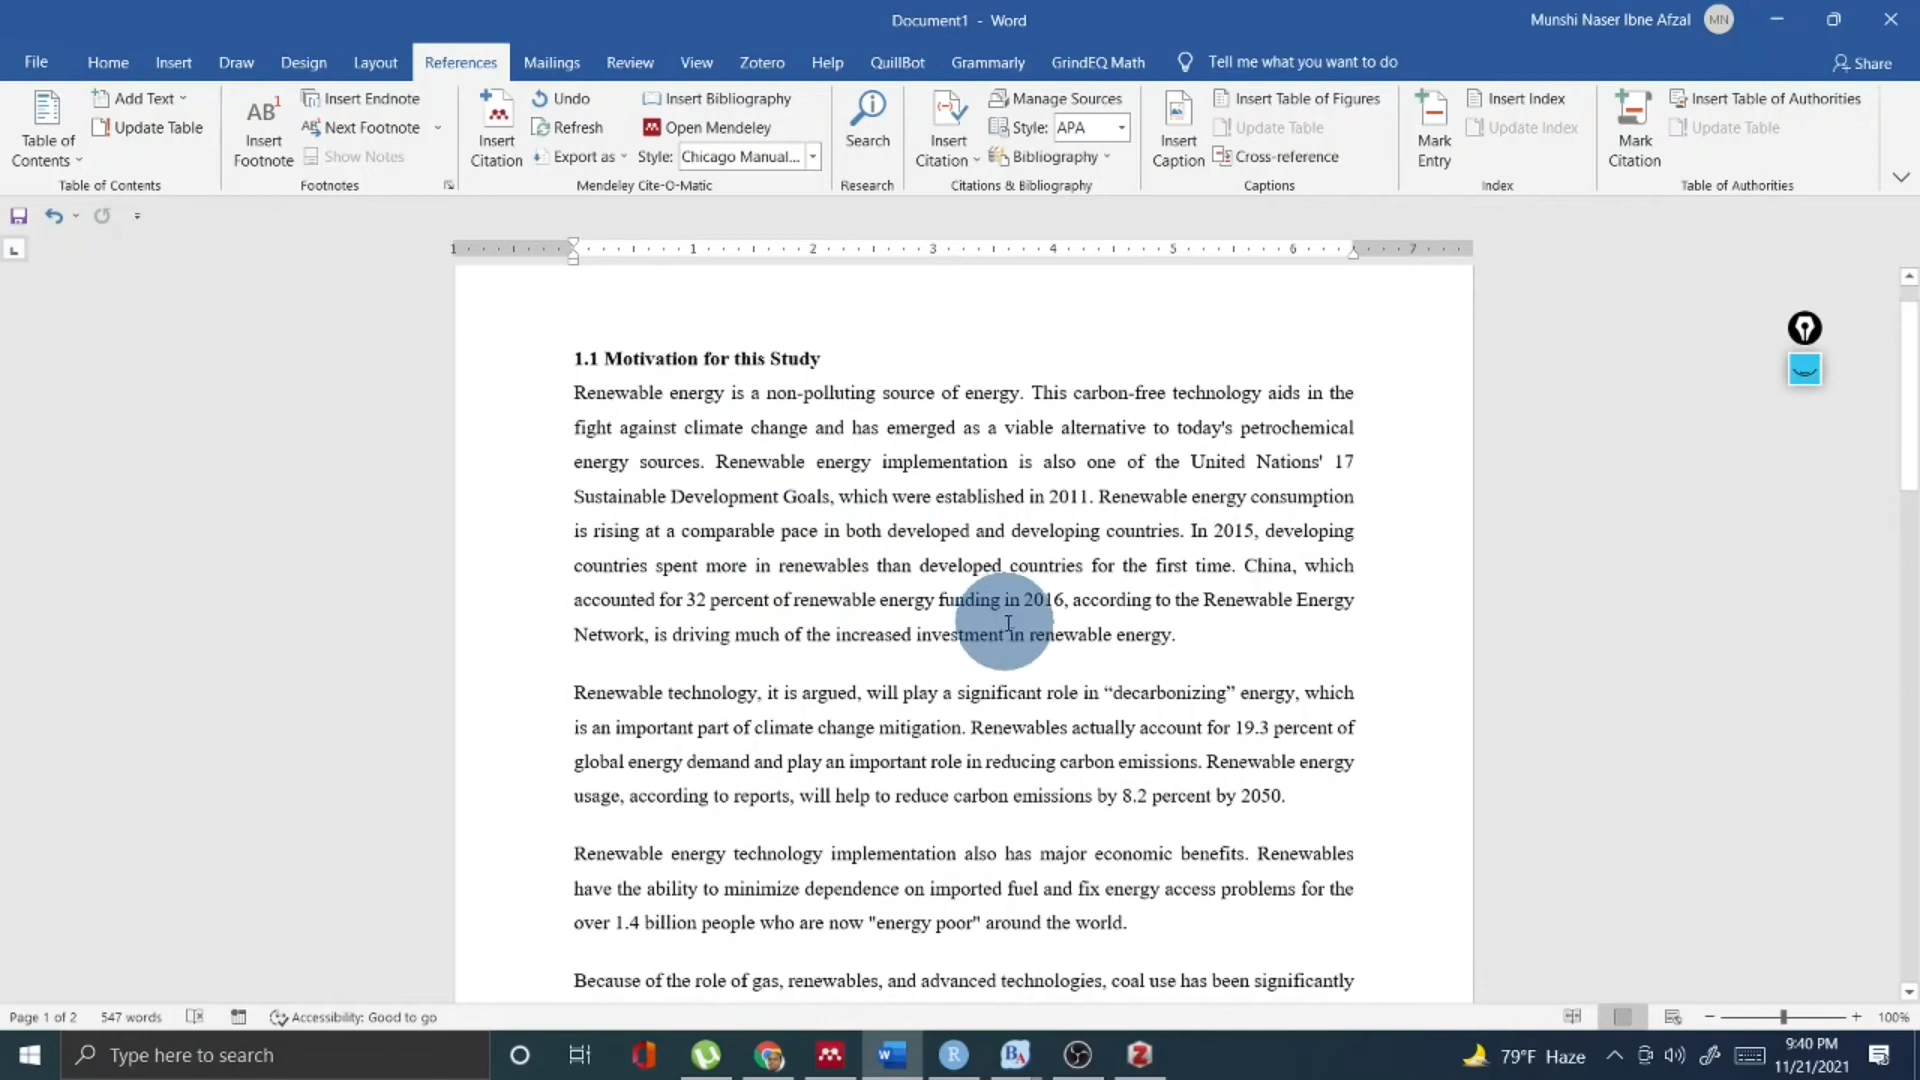 Document1 - Word
Munshi Naser Ibne Afzal
MN
File Home Insert Draw Design Layout References Mailings Review View Zotero Help QuillBot Grammarly GrindEQ Math Tell me what you want to do Share
Table of Contents
Add Text
Update Table
Table of Contents
AB1
Insert Footnote
Insert Endnote
Next Footnote
Show Notes
Footnotes
Insert Citation
Undo
Refresh
Export as
Insert Bibliography
Open Mendeley
Style: Chicago Manual...
Mendeley Cite-O-Matic
Search
Research
Insert Citation
Manage Sources
Style: APA
Bibliography
Citations & Bibliography
Insert Caption
Insert Table of Figures
Update Table
Cross-reference
Captions
Mark Entry
Insert Index
Update Index
Index
Mark Citation
Insert Table of Authorities
Update Table
Table of Authorities
1 1 2 3 4 5 6 7
1.1 Motivation for this Study
Renewable energy is a non-polluting source of energy. This carbon-free technology aids in the
fight against climate change and has emerged as a viable alternative to today's petrochemical
energy sources. Renewable energy implementation is also one of the United Nations' 17
Sustainable Development Goals, which were established in 2011. Renewable energy consumption
is rising at a comparable pace in both developed and developing countries. In 2015, developing
countries spent more in renewables than developed countries for the first time. China, which
accounted for 32 percent of renewable energy funding in 2016, according to the Renewable Energy
Network, is driving much of the increased investment in renewable energy.
Renewable technology, it is argued, will play a significant role in “decarbonizing” energy, which
is an important part of climate change mitigation. Renewables actually account for 19.3 percent of
global energy demand and play an important role in reducing carbon emissions. Renewable energy
usage, according to reports, will help to reduce carbon emissions by 8.2 percent by 2050.
Renewable energy technology implementation also has major economic benefits. Renewables
have the ability to minimize dependence on imported fuel and fix energy access problems for the
over 1.4 billion people who are now "energy poor" around the world.
Because of the role of gas, renewables, and advanced technologies, coal use has been significantly
Page 1 of 2 547 words Accessibility: Good to go 100%
Type here to search
79°F Haze
9:40 PM
11/21/2021